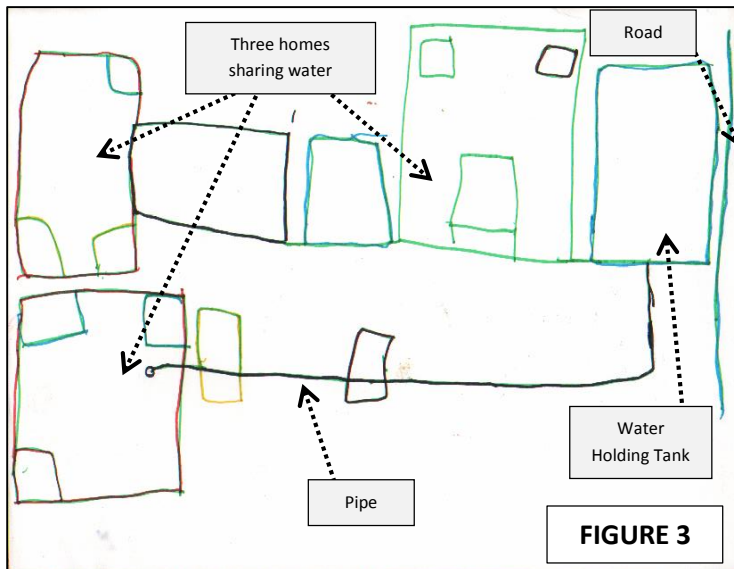 Three homes
sharing water
Road
Water
Holding Tank
Pipe
FIGURE 3